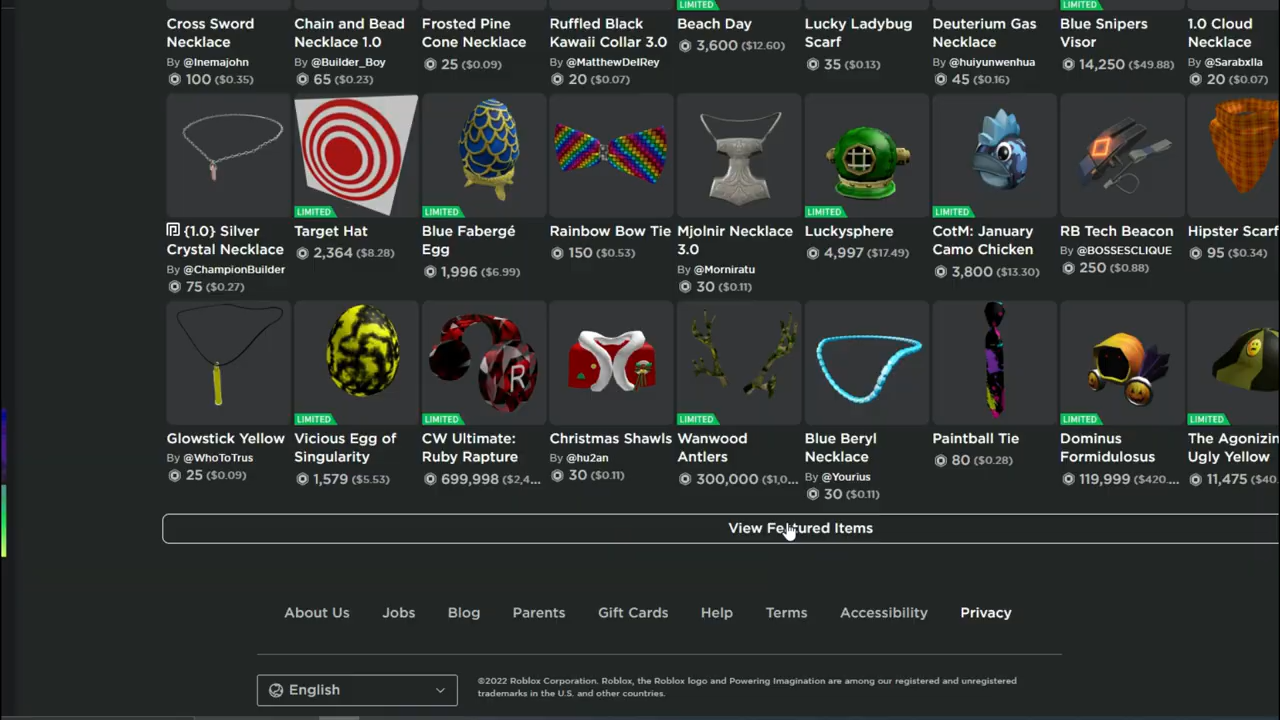 LIMITED
LIMITED
Cross Sword
Necklace
By @Inemajohn
100 ($0.35)
Chain and Bead
Necklace 1.0
By @Builder_Boy
65 ($0.23)
Frosted Pine
Cone Necklace
25 ($0.09)
Ruffled Black
Kawaii Collar 3.0
By @MatthewDelRey
20 ($0.07)
Beach Day
3,600 ($12.60)
Lucky Ladybug
Scarf
35 ($0.13)
Deuterium Gas
Necklace
By @huiyunwenhua
45 ($0.16)
Blue Snipers
Visor
14,250 ($49.88)
1.0 Cloud
Necklace
By @Sarabxlla
20 ($0.07)
{1.0} Silver
Crystal Necklace
By @ChampionBuilder
75 ($0.27)
LIMITED
Target Hat
2,364 ($8.28)
LIMITED
Blue Fabergé
Egg
1,996 ($6.99)
Rainbow Bow Tie
150 ($0.53)
Mjolnir Necklace
3.0
By @Morniratu
30 ($0.11)
LIMITED
Luckysphere
4,997 ($17.49)
LIMITED
CotM: January
Camo Chicken
3,800 ($13.30)
RB Tech Beacon
By @BOSSESCLIQUE
250 ($0.88)
Hipster Scarf
95 ($0.34)
Glowstick Yellow
By @WhoToTrus
25 ($0.09)
LIMITED
Vicious Egg of
Singularity
1,579 ($5.53)
R
LIMITED
CW Ultimate:
Ruby Rapture
699,998 ($2,4...
Christmas Shawls
By @hu2an
30 ($0.11)
LIMITED
Wanwood
Antlers
300,000 ($1,0...
Blue Beryl
Necklace
By @Yourius
30 ($0.11)
Paintball Tie
80 ($0.28)
LIMITED
Dominus
Formidulosus
119,999 ($420....
LIMITED
The Agonizin
Ugly Yellow
11,475 ($40.
View Featured Items
About Us Jobs Blog Parents Gift Cards Help Terms Accessibility Privacy
English
©2022 Roblox Corporation. Roblox, the Roblox logo and Powering Imagination are among our registered and unregistered
trademarks in the U.S. and other countries.